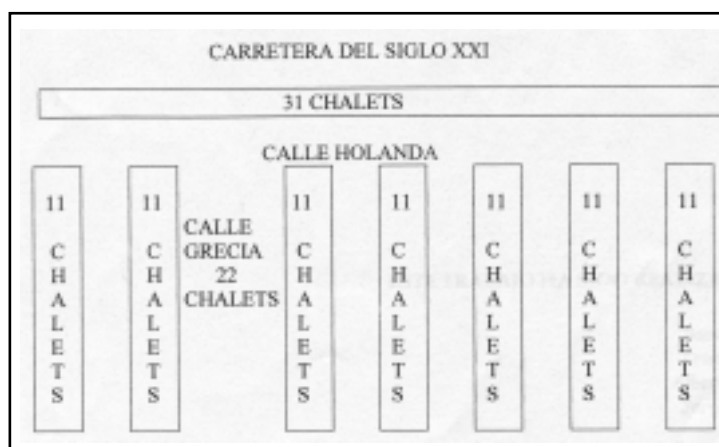 CARRETERA DEL SIGLO XXI
31 CHALETS
CALLE HOLANDA
11 CHALETS
11 CHALETS
CALLE
GRECIA
22
CHALETS
11 CHALETS
11 CHALETS
11 CHALETS
11 CHALETS
11 CHALETS